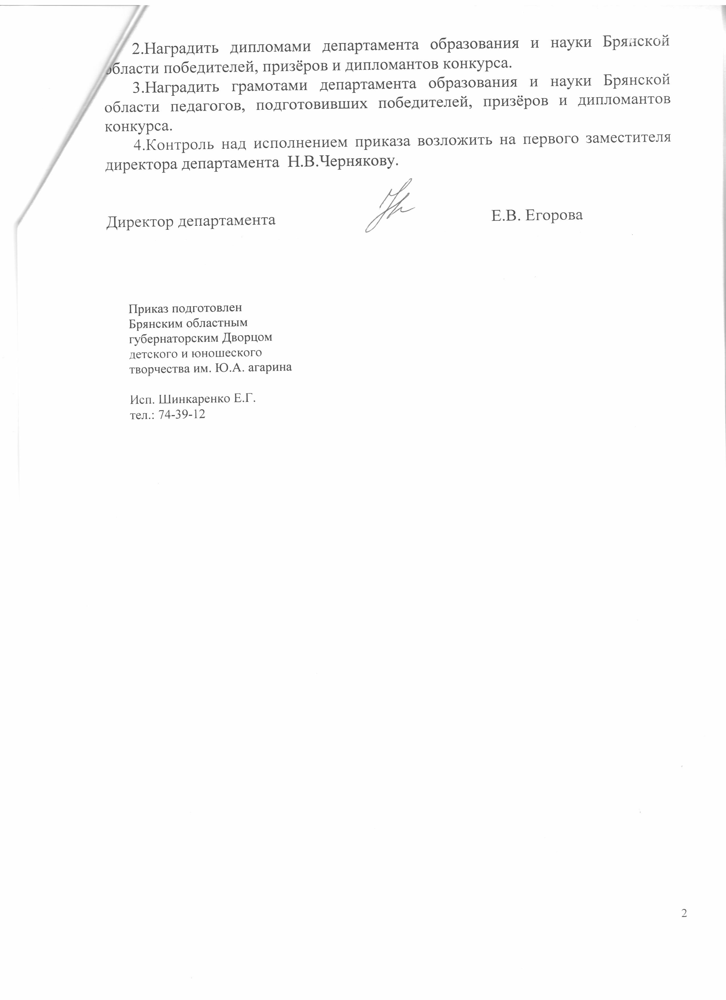 2.Наградить дипломами департамента образования и науки Брянской
области победителей, призёров и дипломантов конкурса.
3.Наградить грамотами департамента образования и науки Брянской
области педагогов, подготовивших победителей, призёров и дипломантов
конкурса.
4.Контроль над исполнением приказа возложить на первого заместителя
директора департамента Н.В.Чернякову.
Директор департамента Е.В. Егорова
Приказ подготовлен
Брянским областным
губернаторским Дворцом
детского и юношеского
творчества им. Ю.А. агарина
Исп. Шинкаренко Е.Г.
тел.: 74-39-12
2